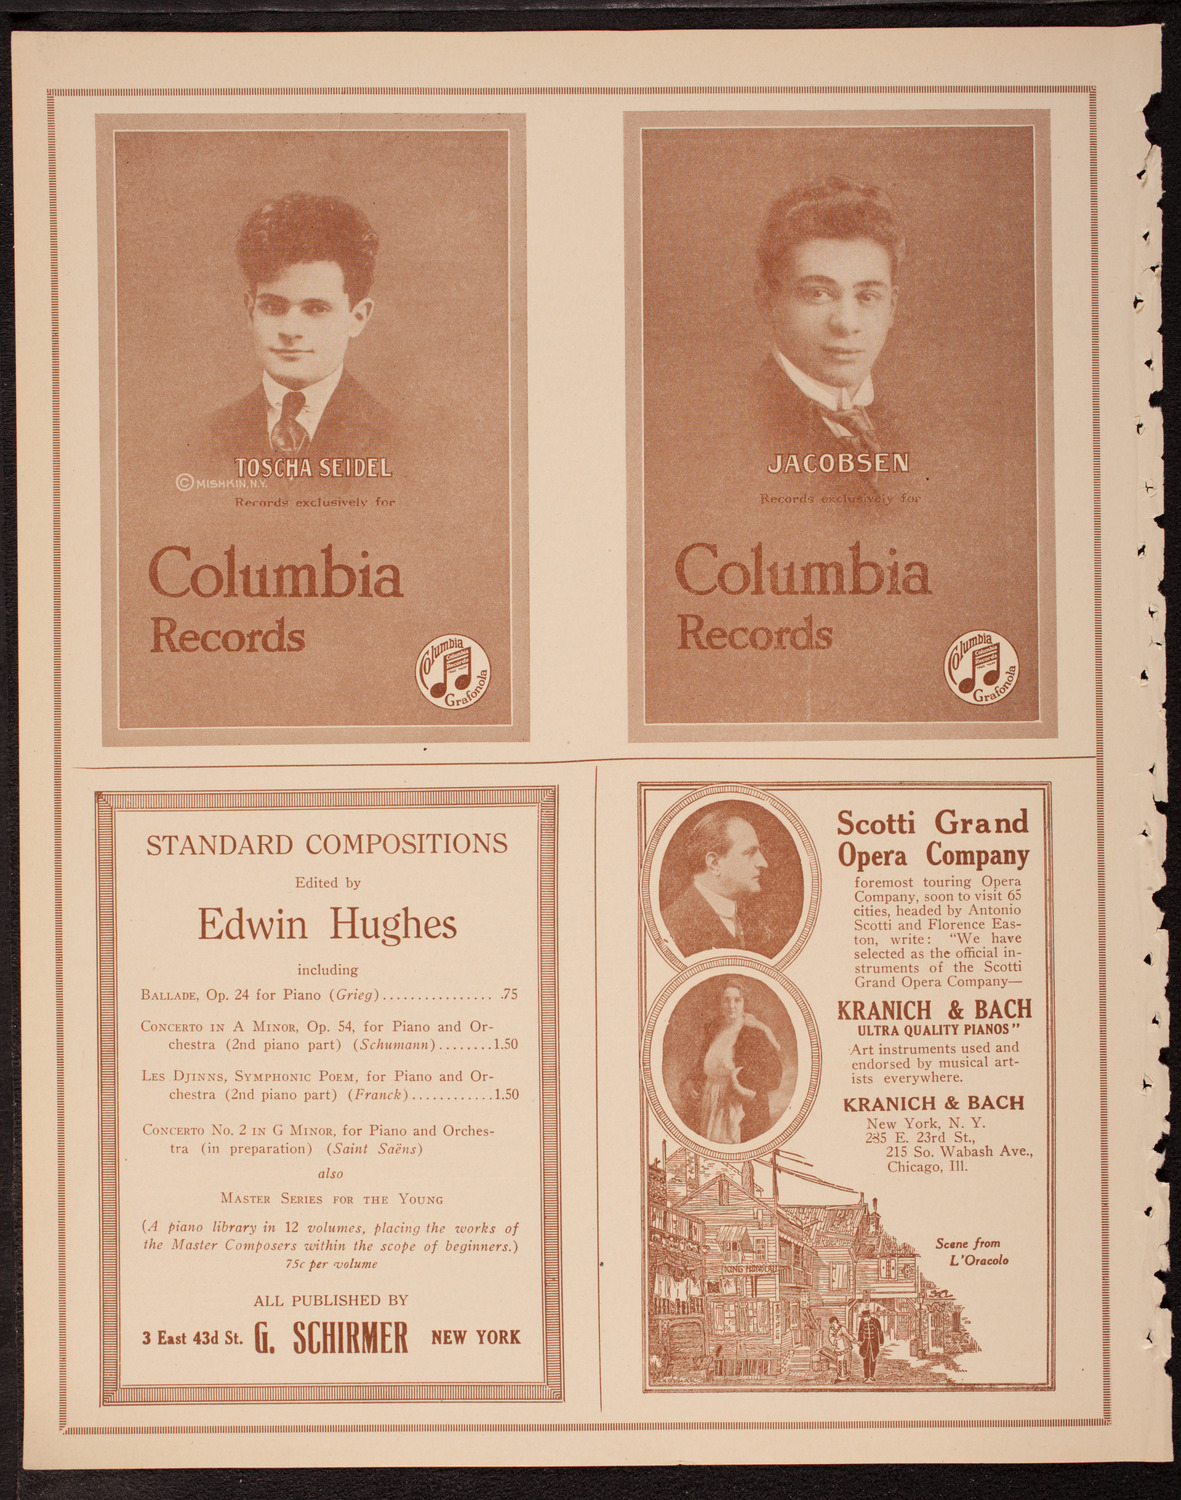 TOSCHA SEIDEL
© MISHKIN, N.Y.
Records exclusively for
Columbia
Records
Columbia
Grafonola
JACOBSEN
Records exclusively for
Columbia
Records
Columbia
Grafonola
STANDARD COMPOSITIONS
Edited by
Edwin Hughes
including
BALLADE, Op. 24 for Piano (Grieg)................ .75
CONCERTO IN A MINOR, Op. 54, for Piano and Or-
chestra (2nd piano part) (Schumann)........1.50
LES DJINNS, SYMPHONIC POEM, for Piano and Or-
chestra (2nd piano part) (Franck)............1.50
CONCERTO NO. 2 IN G MINOR, for Piano and Orches-
tra (in preparation) (Saint Saëns)
also
MASTER SERIES FOR THE YOUNG
(A piano library in 12 volumes, placing the works of
the Master Composers within the scope of beginners.)
75c per volume
ALL PUBLISHED BY
3 East 43d St. G. SCHIRMER NEW YORK
Scotti Grand
Opera Company
foremost touring Opera
Company, soon to visit 65
cities, headed by Antonio
Scotti and Florence Eas-
ton, write: "We have
selected as the official in-
struments of the Scotti
Grand Opera Company—
KRANICH & BACH
ULTRA QUALITY PIANOS"
Art instruments used and
endorsed by musical art-
ists everywhere.
KRANICH & BACH
New York, N. Y.
235 E. 23rd St.,
215 So. Wabash Ave.,
Chicago, Ill.
Scene from
L'Oracolo